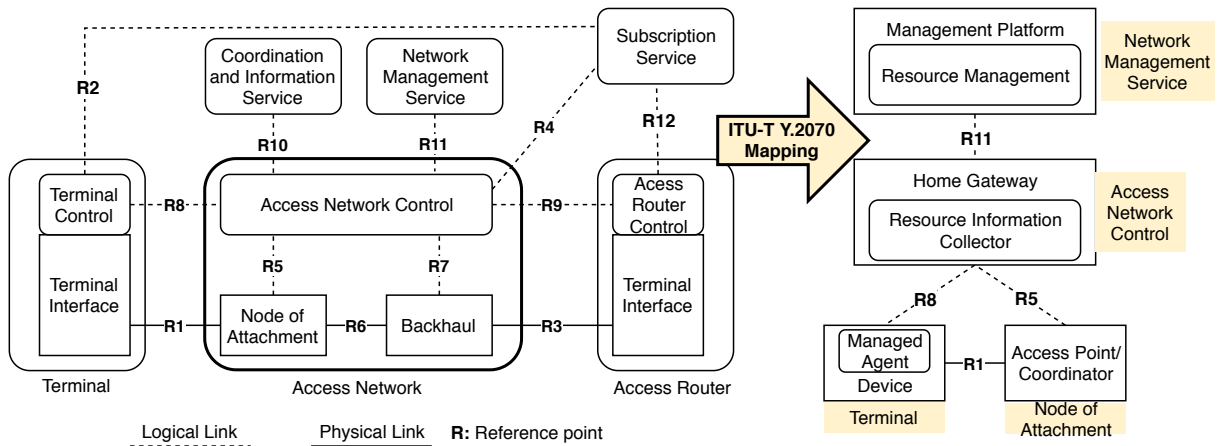 R2
Coordination
and Information
Service
Network
Management
Service
Subscription
Service
R4
R10
R11
R12
Terminal
Control
R8
Access Network Control
R9
Acess
Router
Control
Terminal
Interface
R5
R7
Terminal
Interface
R1
Node of
Attachment
R6
Backhaul
R3
Terminal
Access Network
Access Router
Logical Link
Physical Link
R: Reference point
ITU-T Y.2070
Mapping
Management Platform
Resource Management
Network
Management
Service
R11
Home Gateway
Resource Information
Collector
Access
Network
Control
R8
R5
Managed
Agent
Device
R1
Access Point/
Coordinator
Terminal
Node of
Attachment